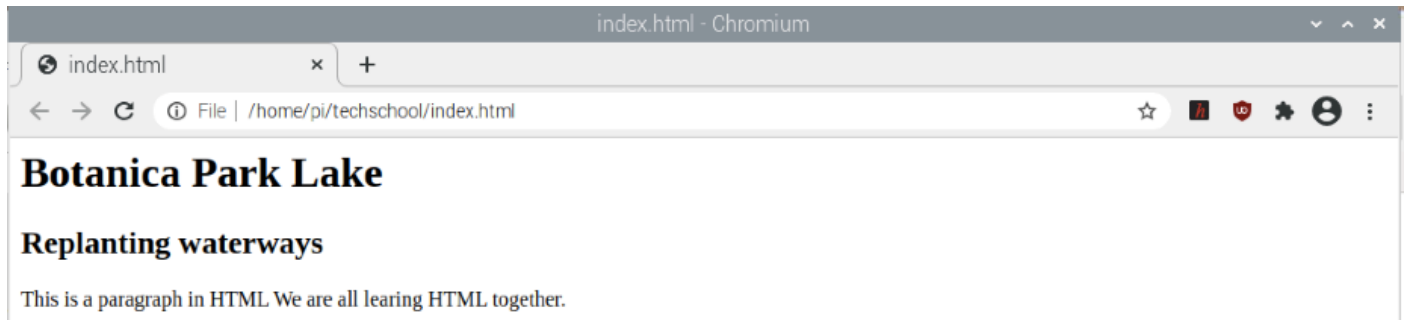 index.html - Chromium
index.html
File | /home/pi/techschool/index.html
Botanica Park Lake
Replanting waterways
This is a paragraph in HTML We are all learing HTML together.